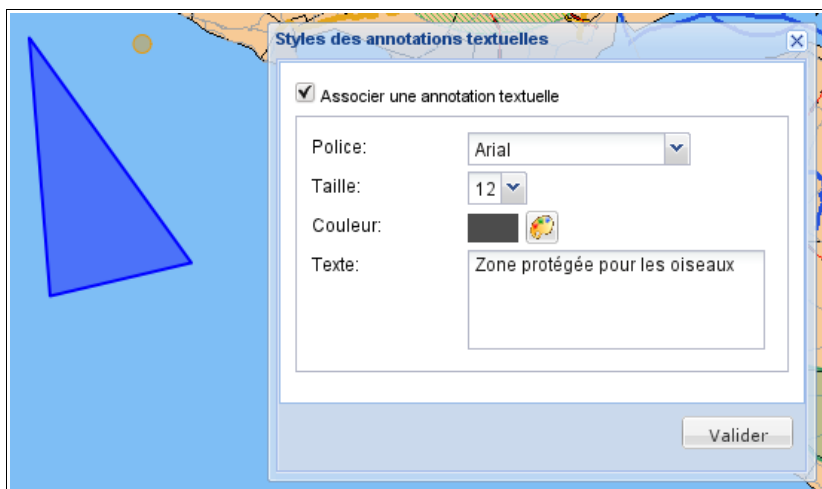 Styles des annotations textuelles
Associer une annotation textuelle
Police: Arial
Taille: 12
Couleur:
Texte: Zone protégée pour les oiseaux
Valider